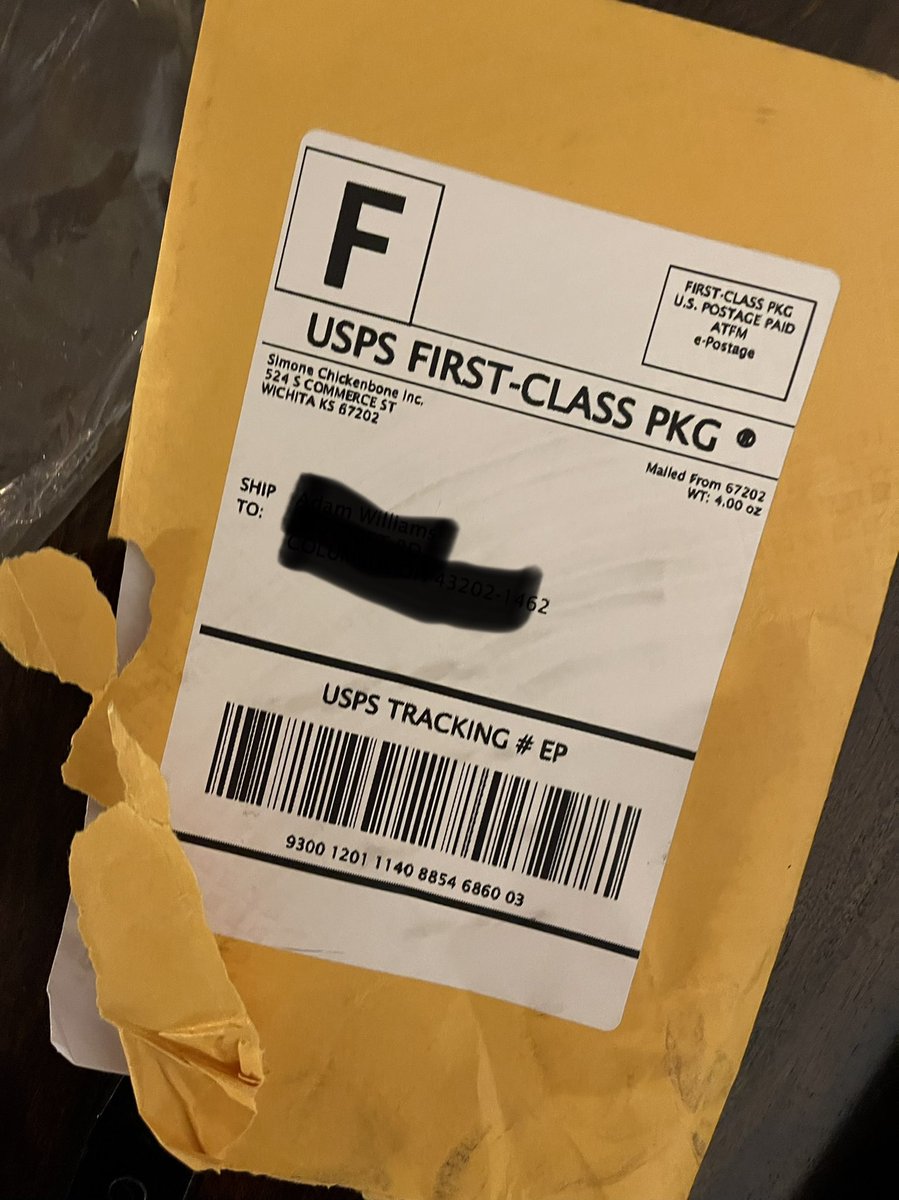 F
FIRST-CLASS PKG
U.S. POSTAGE PAID
ATFM
e-Postage
USPS FIRST-CLASS PKG ®
Simone Chickenbone Inc.
524 S COMMERCE ST
WICHITA KS 67202
Mailed From 67202
WT: 4.00 oz
SHIP
TO:
USPS TRACKING # EP
9300 1201 1140 8854 6860 03